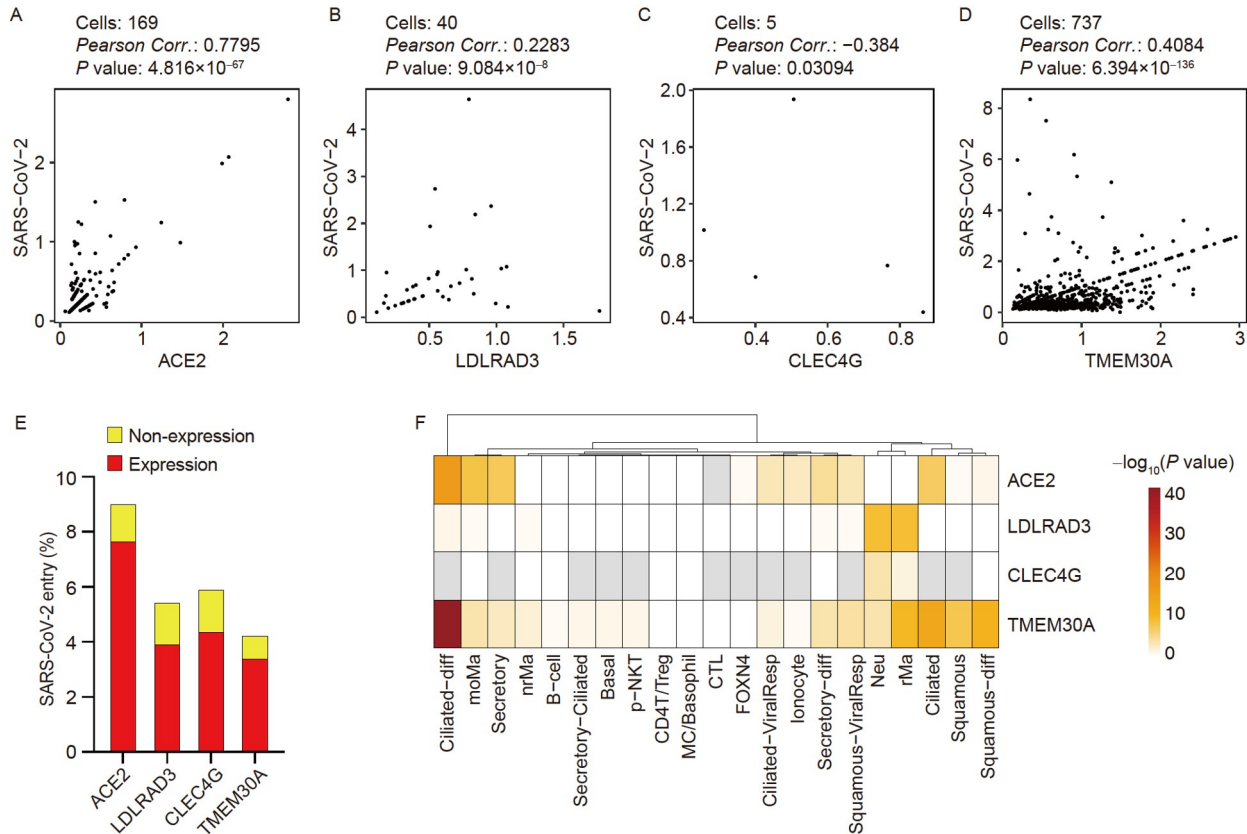 A
Cells: 169
Pearson Corr.: 0.7795
P value: 4.816×10⁻⁶⁷
SARS−CoV−2
2
1
0
0
1
2
ACE2
B
Cells: 40
Pearson Corr.: 0.2283
P value: 9.084×10⁻⁸
SARS−CoV−2
4
3
2
1
0
0.5
1.0
1.5
LDLRAD3
C
Cells: 5
Pearson Corr.: −0.384
P value: 0.03094
SARS−CoV−2
2.0
1.6
1.2
0.8
0.4
0.4
0.6
0.8
CLEC4G
D
Cells: 737
Pearson Corr.: 0.4084
P value: 6.394×10⁻¹³⁶
SARS−CoV−2
8
6
4
2
0
0
1
2
3
TMEM30A
E
Non-expression
Expression
SARS-CoV-2 entry (%)
10
8
6
4
2
0
ACE2
LDLRAD3
CLEC4G
TMEM30A
F
ACE2
LDLRAD3
CLEC4G
TMEM30A
Ciliated−diff
moMa
Secretory
nrMa
B−cell
Secretory−Ciliated
Basal
p−NKT
CD4T/Treg
MC/Basophil
CTL
FOXN4
Ciliated−ViralResp
Ionocyte
Secretory−diff
Squamous−ViralResp
Neu
rMa
Ciliated
Squamous
Squamous−diff
−log₁₀(P value)
40
30
20
10
0